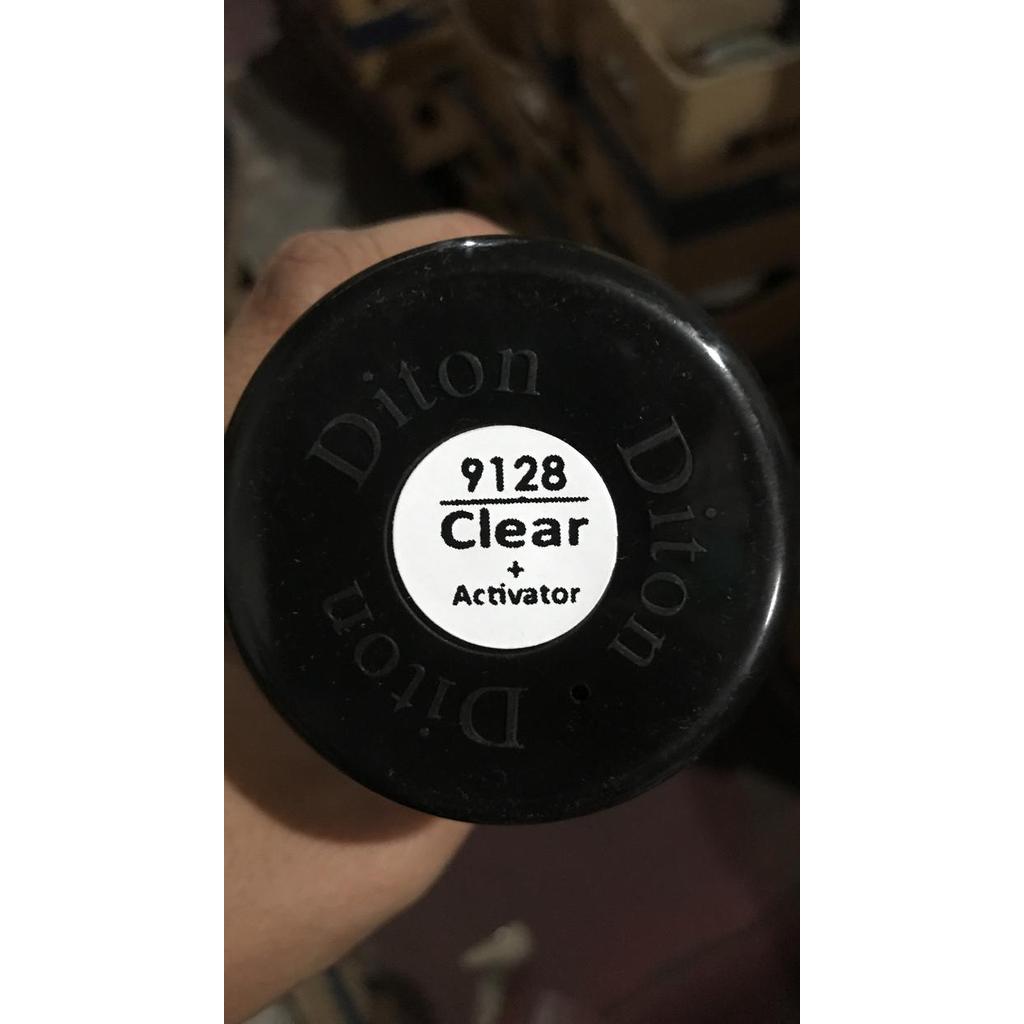 Diton
Diton
Diton
9128
Clear
+
Activator